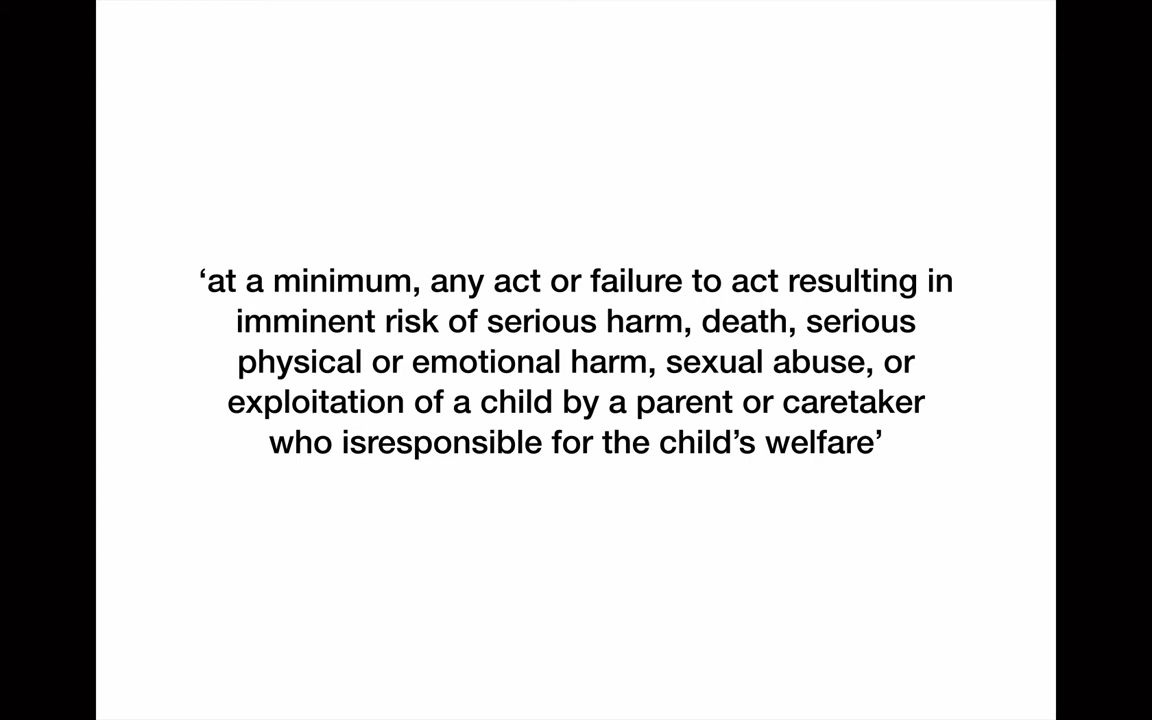 ‘at a minimum, any act or failure to act resulting in
imminent risk of serious harm, death, serious
physical or emotional harm, sexual abuse, or
exploitation of a child by a parent or caretaker
who isresponsible for the child’s welfare’